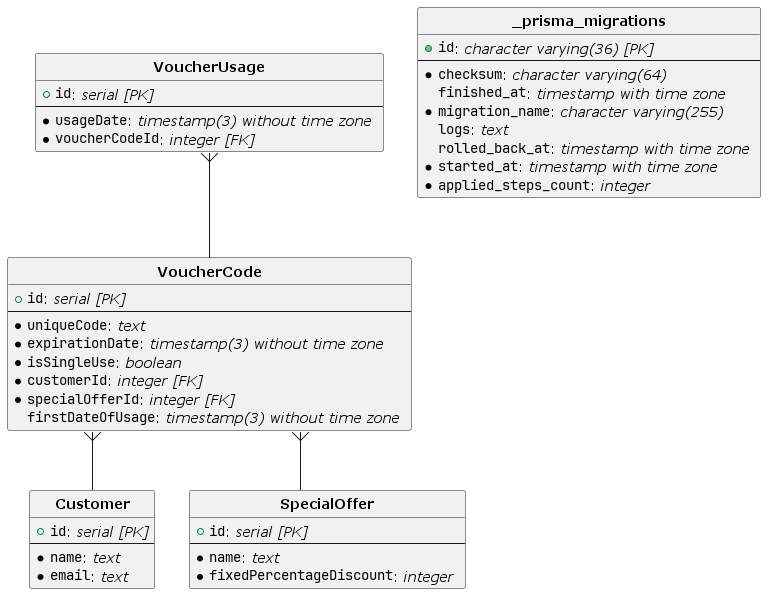 VoucherUsage
id: serial [PK]
usageDate: timestamp(3) without time zone
voucherCodeId: integer [FK]
_prisma_migrations
id: character varying(36) [PK]
checksum: character varying(64)
finished_at: timestamp with time zone
migration_name: character varying(255)
logs: text
rolled_back_at: timestamp with time zone
started_at: timestamp with time zone
applied_steps_count: integer
VoucherCode
id: serial [PK]
uniqueCode: text
expirationDate: timestamp(3) without time zone
isSingleUse: boolean
customerId: integer [FK]
specialOfferId: integer [FK]
firstDateOfUsage: timestamp(3) without time zone
Customer
id: serial [PK]
name: text
email: text
SpecialOffer
id: serial [PK]
name: text
fixedPercentageDiscount: integer